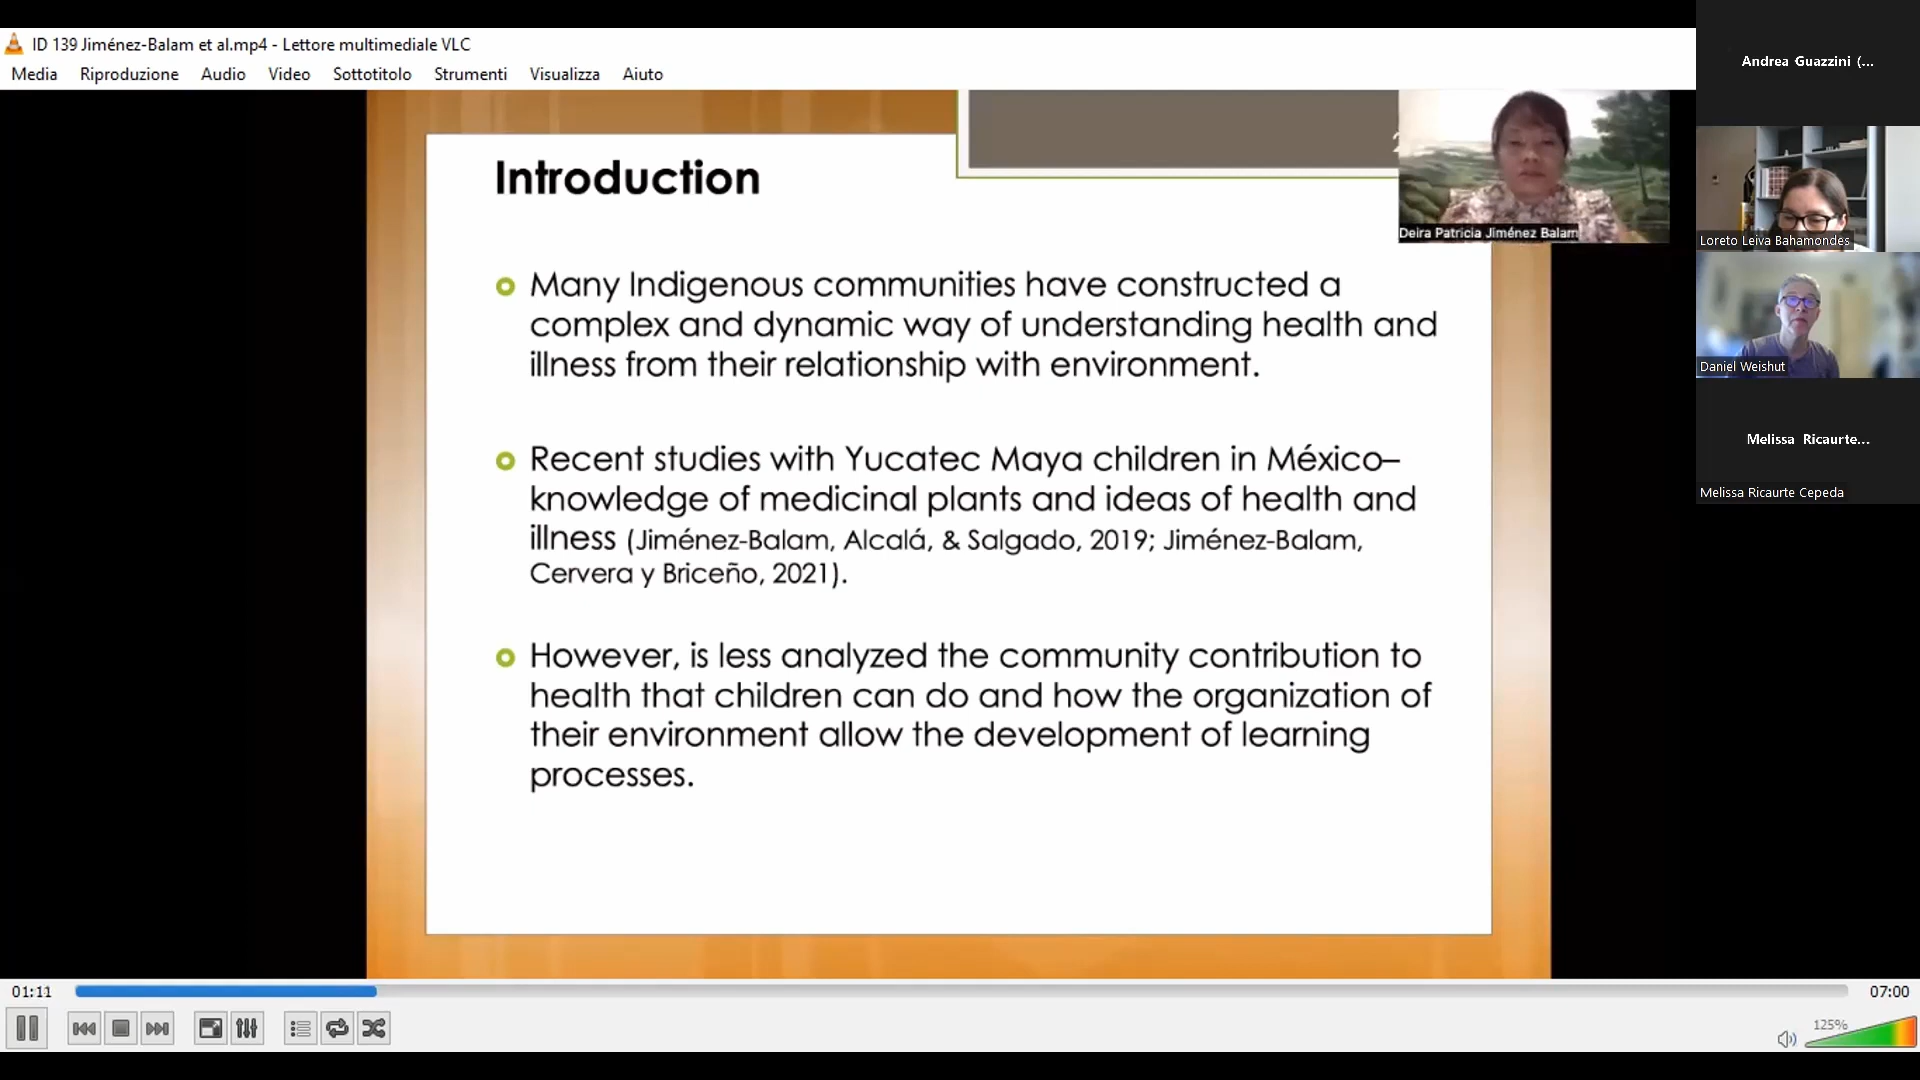 ID 139 Jiménez-Balam et al.mp4 - Lettore multimediale VLC
Media Riproduzione Audio Video Sottotitolo Strumenti Visualizza Aiuto
Introduction
Many Indigenous communities have constructed a
complex and dynamic way of understanding health and
illness from their relationship with environment.
Recent studies with Yucatec Maya children in México–
knowledge of medicinal plants and ideas of health and
illness (Jiménez-Balam, Alcalá, & Salgado, 2019; Jiménez-Balam,
Cervera y Briceño, 2021).
However, is less analyzed the community contribution to
health that children can do and how the organization of
their environment allow the development of learning
processes.
Deira Patricia Jiménez Balam
Andrea Guazzini (...
Loreto Leiva Bahamondes
Daniel Weishut
Melissa Ricaurte...
Melissa Ricaurte Cepeda
01:11
07:00
125%